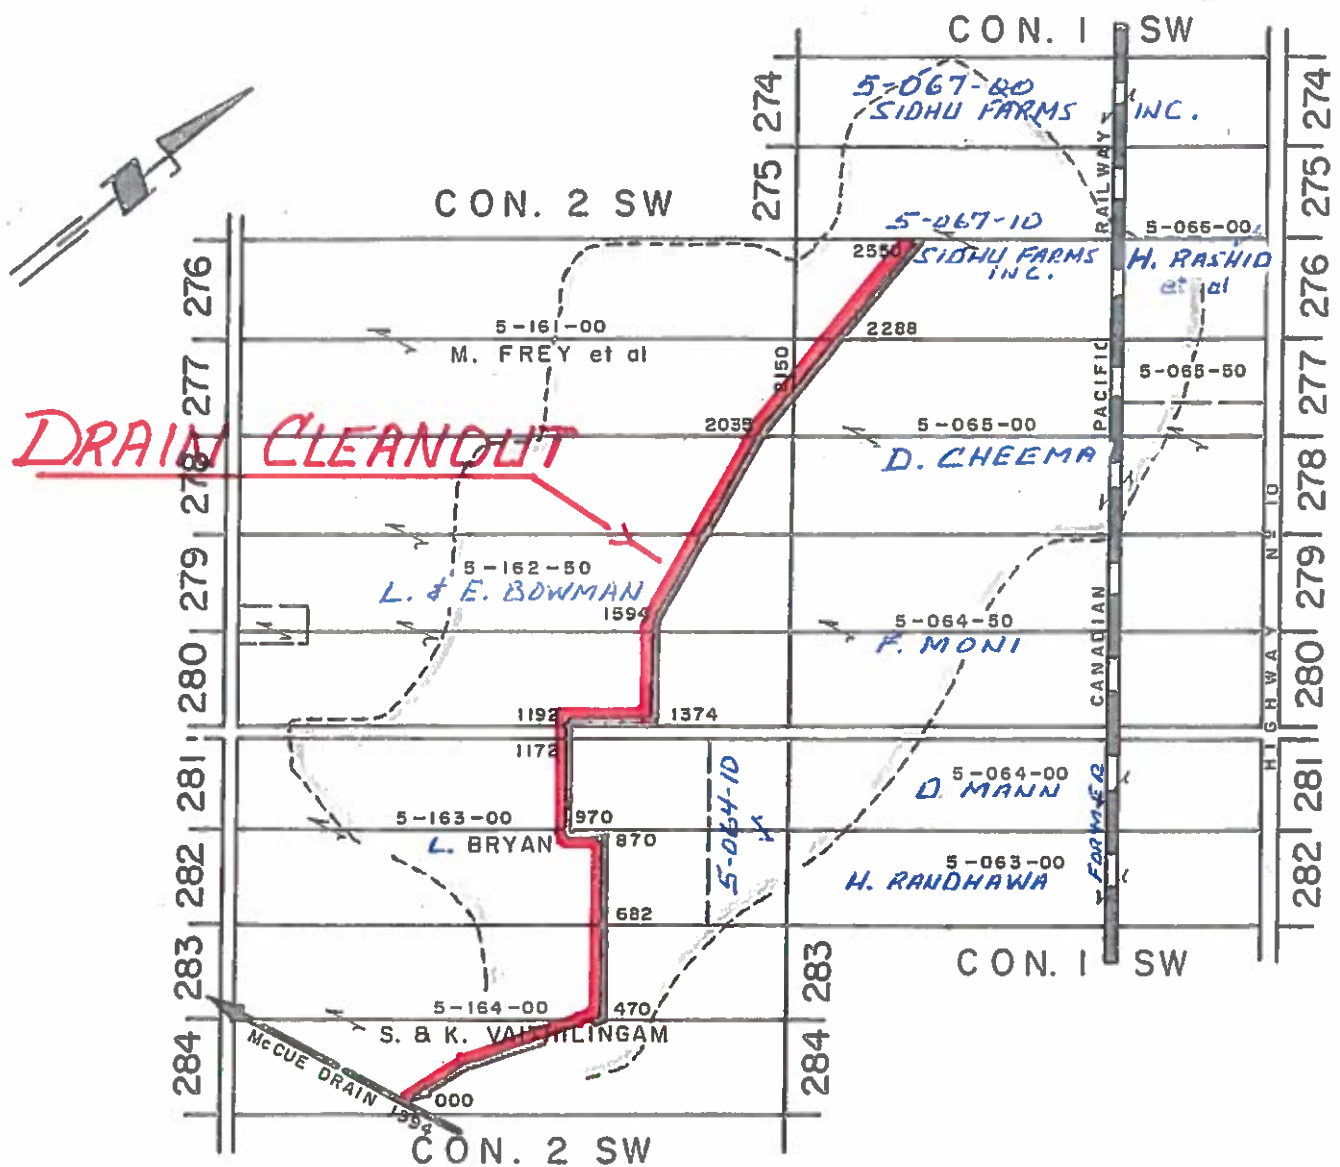 CON. 1 SW
274
5-067-00
SIDHU FARMS INC.
274
275
275
CON. 2 SW
5-067-10
SIDHU FARMS
INC.
2550
5-066-00
H. RASHID
et al
276
276
5-161-00
M. FREY et al
2288
2150
277
277
5-065-50
2035
5-065-00
D. CHEEMA
DRAIN CLEANOUT
278
278
279
279
5-162-50
L. & E. BOWMAN
1594
5-064-50
F. MONI
280
280
1192
1374
1172
281
281
5-064-10
5-064-00
D. MANN
5-163-00
L. BRYAN
970
870
282
282
5-063-00
H. RANDHAWA
682
283
283
CON. 1 SW
5-164-00
470
S. & K. VAITHILINGAM
284
284
McCUE DRAIN 1994
000
CON. 2 SW
FORMER CANADIAN PACIFIC RAILWAY
HIGHWAY No 10